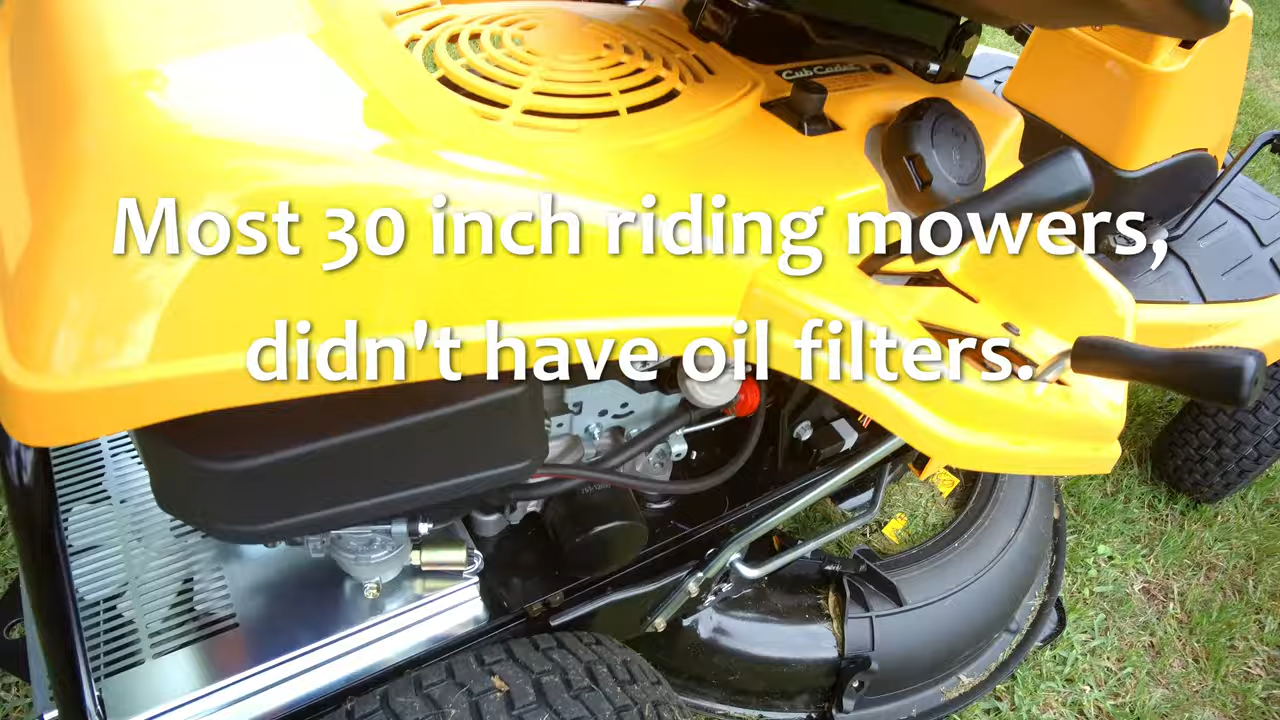 Cub Cadet
Most 30 inch riding mowers,
didn't have oil filters.